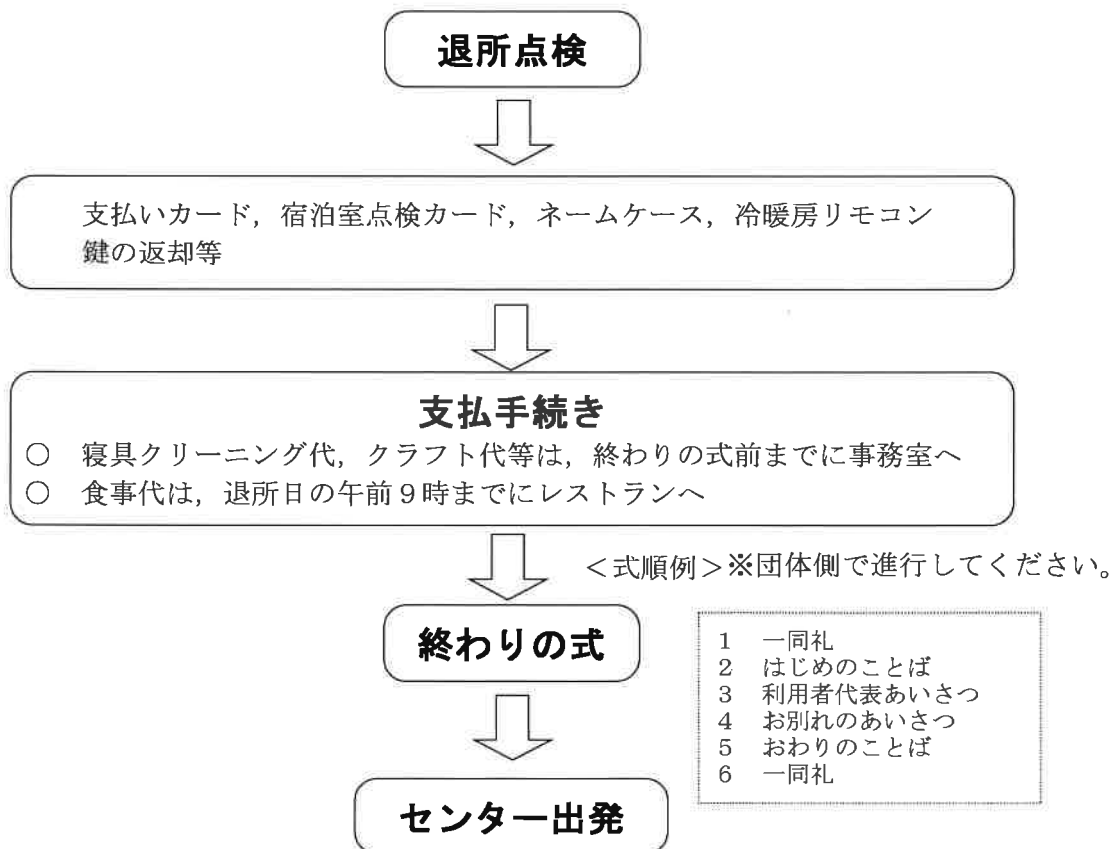 退所点検
支払いカード，宿泊室点検カード，ネームケース，冷暖房リモコン
鍵の返却等
支払手続き
○　寝具クリーニング代，クラフト代等は，終わりの式前までに事務室へ
○　食事代は，退所日の午前９時までにレストランへ
＜式順例＞※団体側で進行してください。
終わりの式
1　一同礼
2　はじめのことば
3　利用者代表あいさつ
4　お別れのあいさつ
5　おわりのことば
6　一同礼
センター出発